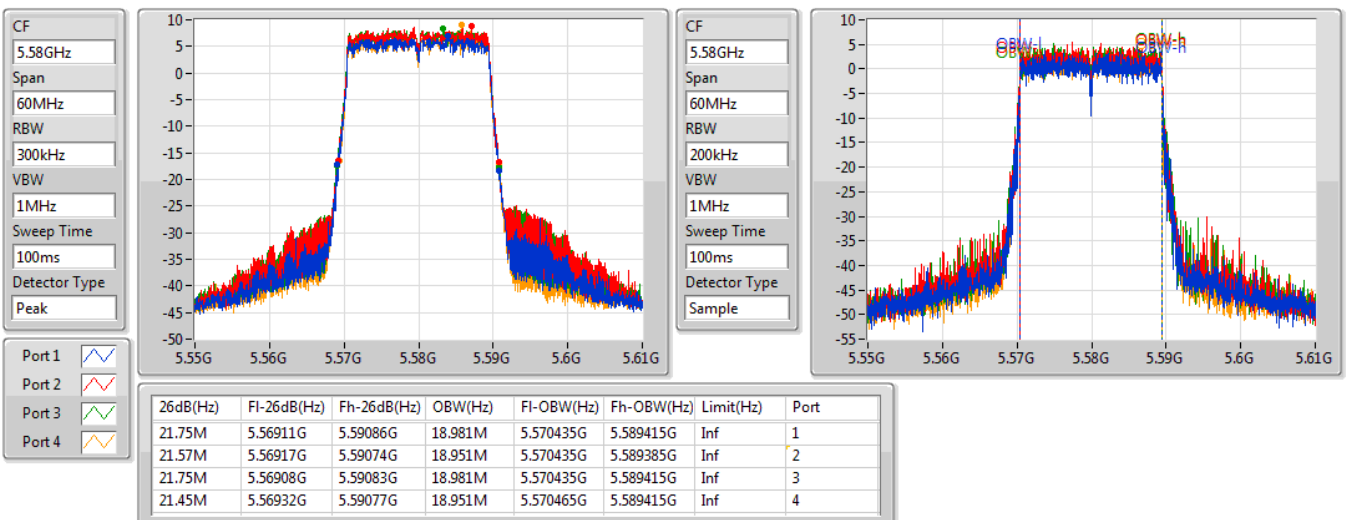 CF
5.58GHz
Span
60MHz
RBW
300kHz
VBW
1MHz
Sweep Time
100ms
Detector Type
Peak
10
5
0
-5
-10
-15
-20
-25
-30
-35
-40
-45
-50
5.55G 5.56G 5.57G 5.58G 5.59G 5.6G 5.61G
CF
5.58GHz
Span
60MHz
RBW
200kHz
VBW
1MHz
Sweep Time
100ms
Detector Type
Sample
10
5
0
-5
-10
-15
-20
-25
-30
-35
-40
-45
-50
-55
OBW-l OBW-h
5.55G 5.56G 5.57G 5.58G 5.59G 5.6G 5.61G
Port 1
Port 2
Port 3
Port 4
26dB(Hz) Fl-26dB(Hz) Fh-26dB(Hz) OBW(Hz) Fl-OBW(Hz) Fh-OBW(Hz) Limit(Hz) Port
21.75M 5.56911G 5.59086G 18.981M 5.570435G 5.589415G Inf 1
21.57M 5.56917G 5.59074G 18.951M 5.570435G 5.589385G Inf 2
21.75M 5.56908G 5.59083G 18.981M 5.570435G 5.589415G Inf 3
21.45M 5.56932G 5.59077G 18.951M 5.570465G 5.589415G Inf 4